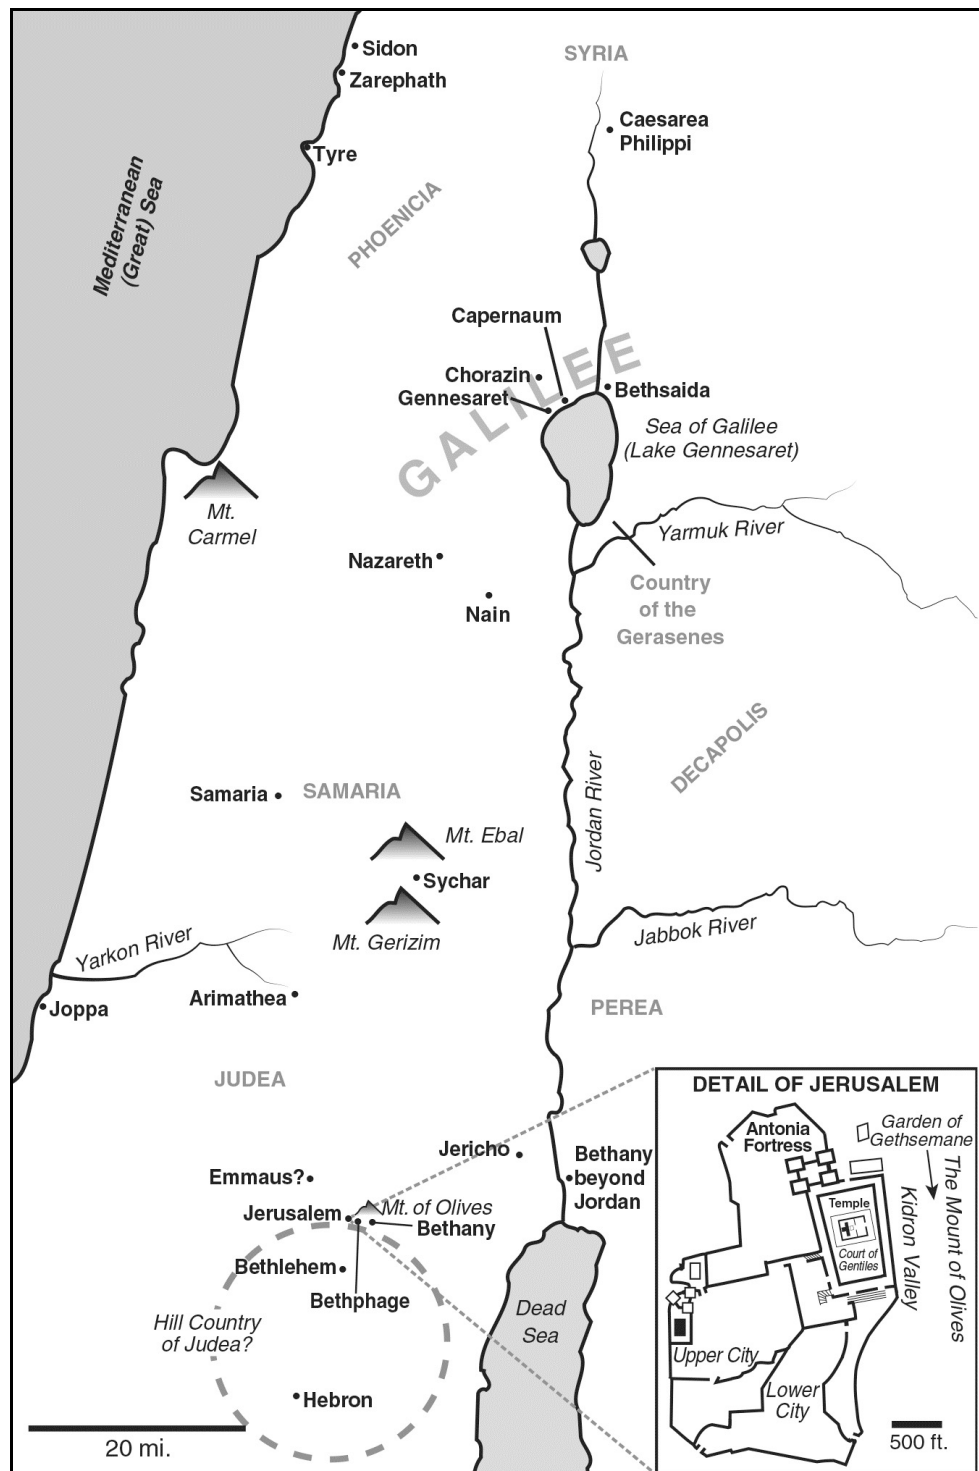 Sidon
SYRIA
Zarephath
Caesarea
Philippi
Tyre
Mediterranean
(Great) Sea
PHOENICIA
Capernaum
GALILEE
Chorazin
Gennesaret
Bethsaida
Sea of Galilee
(Lake Gennesaret)
Mt.
Carmel
Yarmuk River
Nazareth
Country
of the
Gerasenes
Nain
DECAPOLIS
Jordan River
Samaria
SAMARIA
Mt. Ebal
Sychar
Mt. Gerizim
Jabbok River
Yarkon River
Arimathea
Joppa
PEREA
JUDEA
Jericho
Bethany
beyond
Jordan
Emmaus?
Jerusalem
Mt. of Olives
Bethany
Bethlehem
Bethphage
Hill Country
of Judea?
Dead
Sea
Hebron
20 mi.
DETAIL OF JERUSALEM
Antonia
Fortress
Garden of
Gethsemane
The Mount of Olives
Kidron Valley
Temple
Court of
Gentiles
Upper City
Lower
City
500 ft.